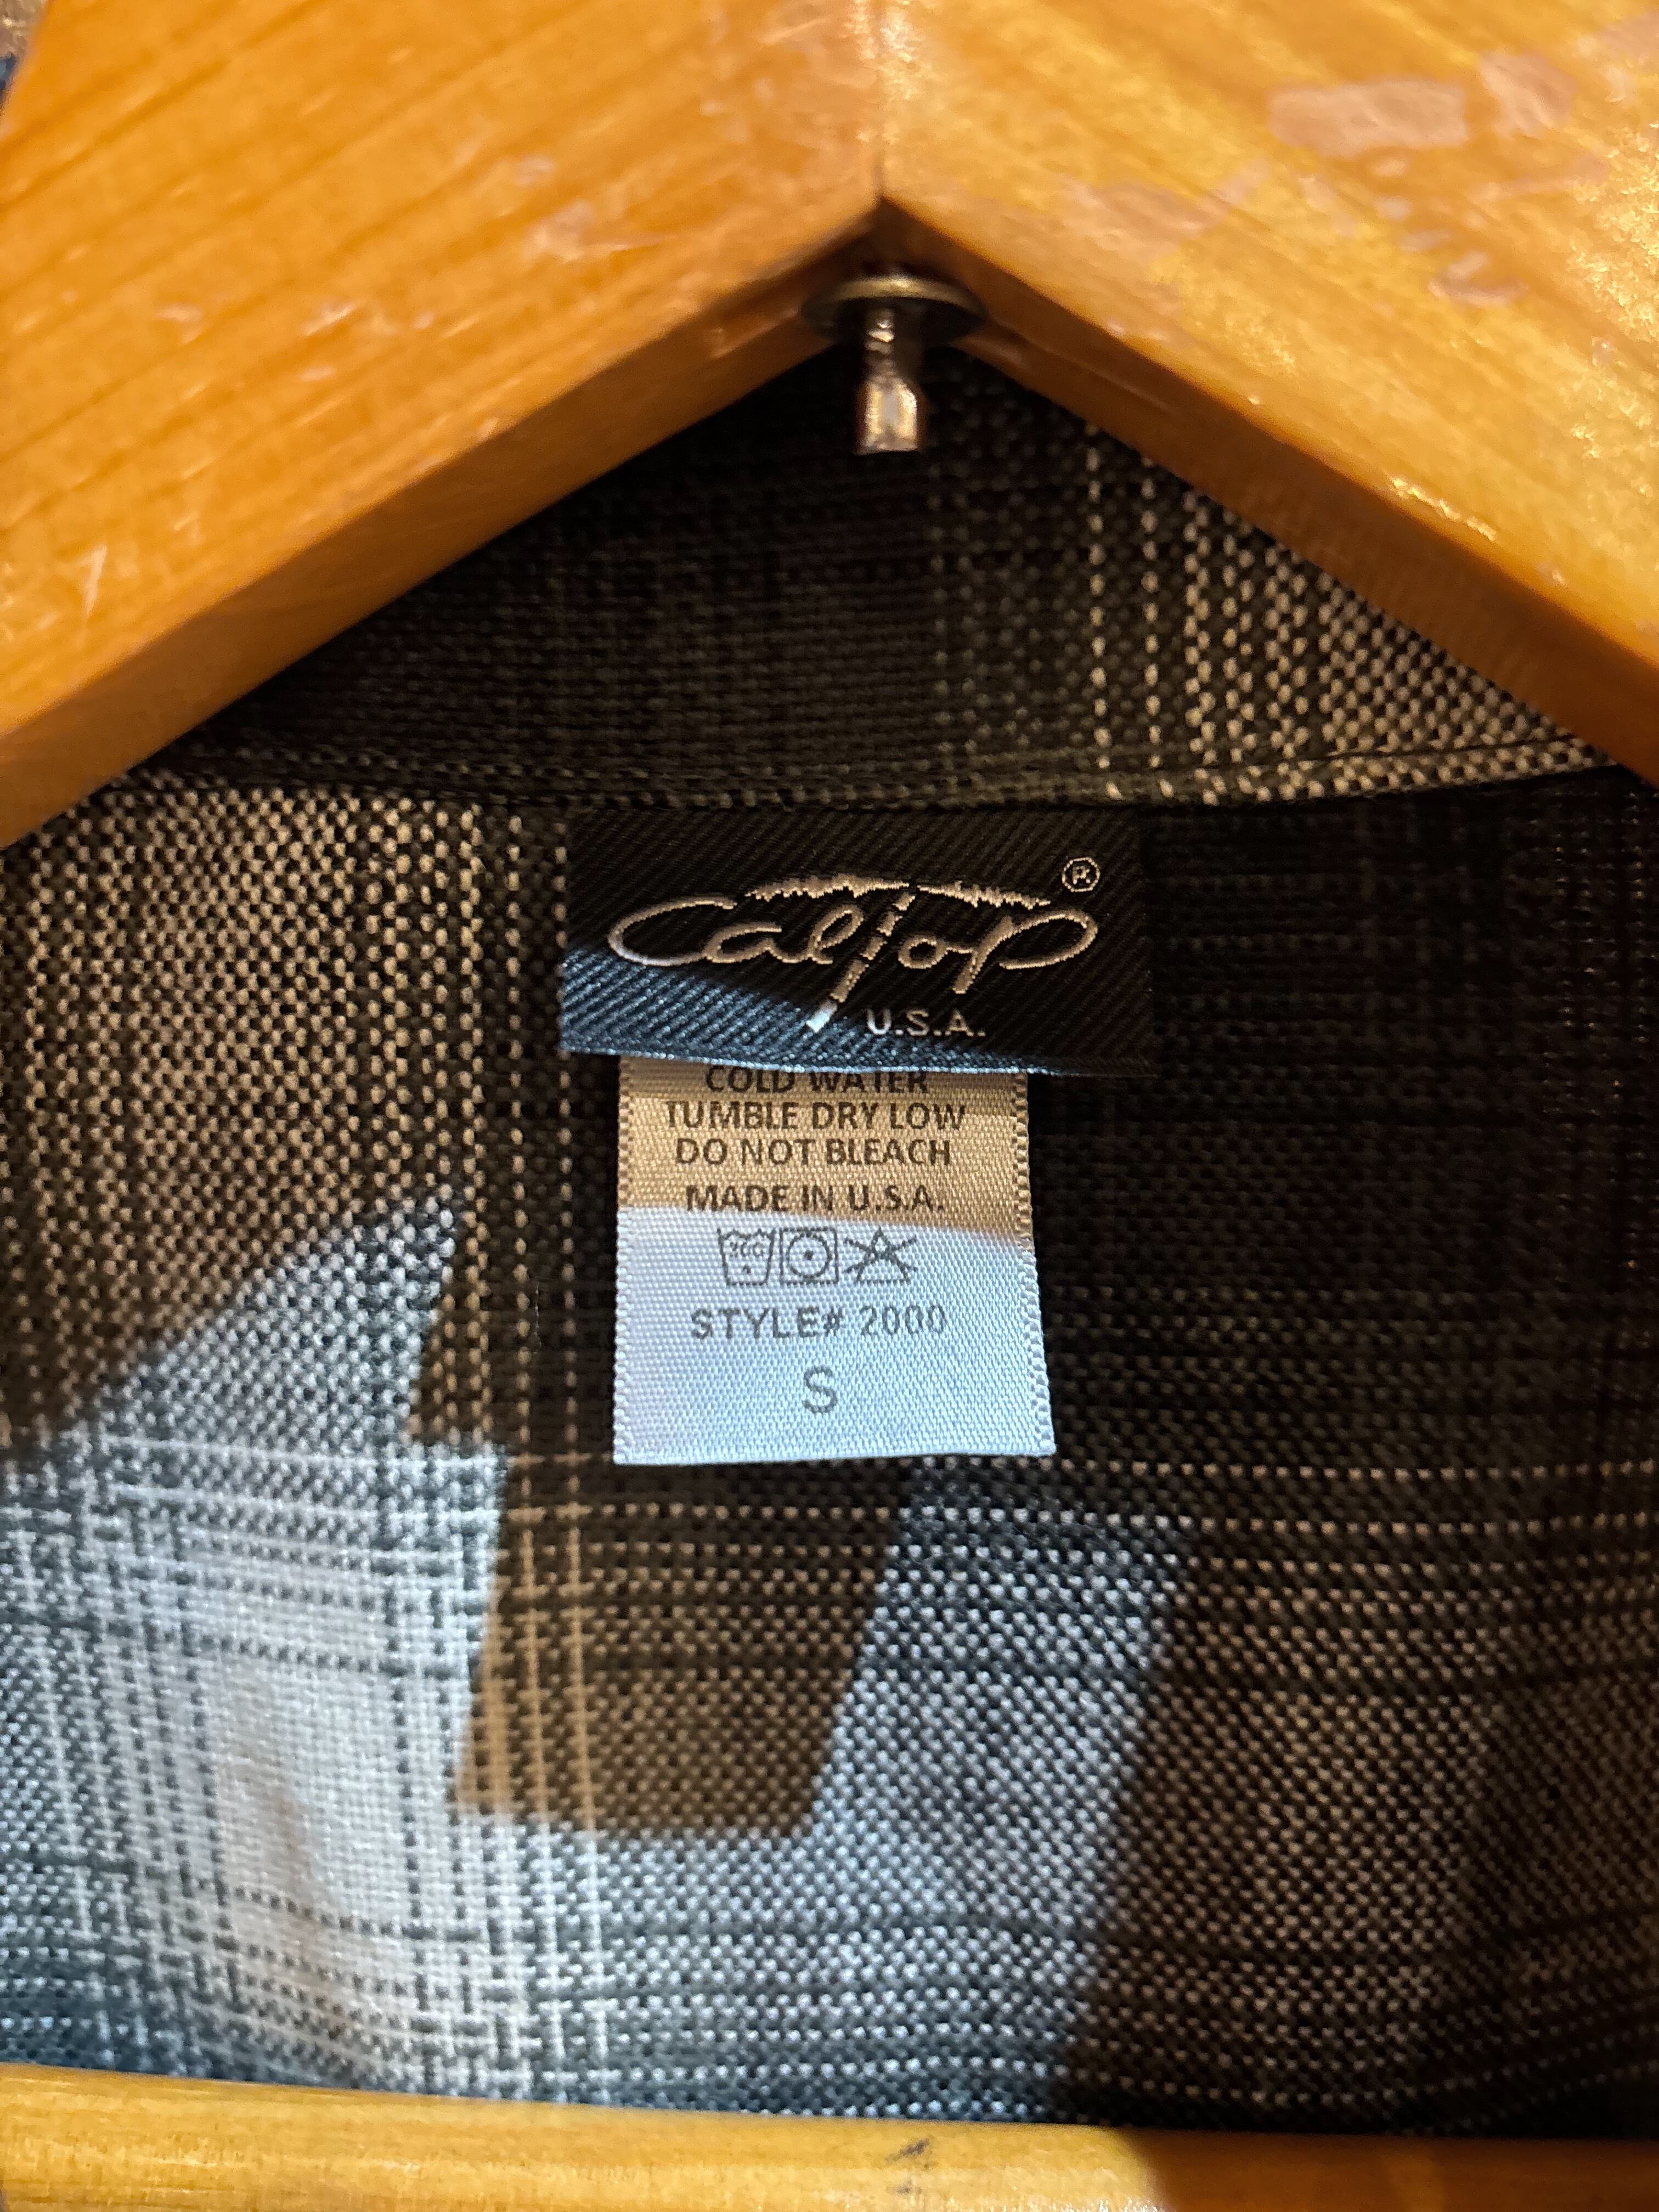 CalTop ®
U.S.A.
COLD WATER
TUMBLE DRY LOW
DO NOT BLEACH
MADE IN U.S.A.
STYLE# 2000
S